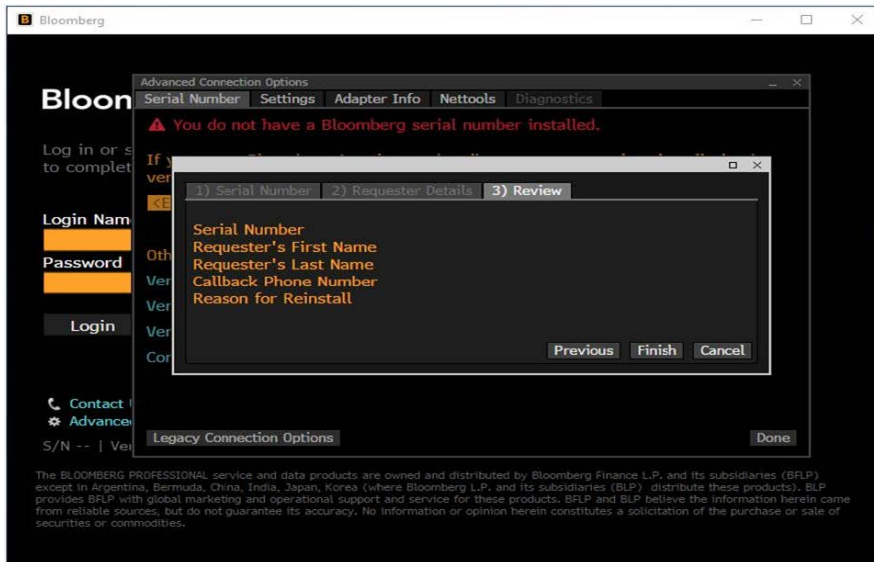 Bloomberg
Bloon
Advanced Connection Options
Serial Number Settings Adapter Info Nettools Diagnostics
You do not have a Bloomberg serial number installed.
Log in or s
to complet
If y
ver
<E
1) Serial Number 2) Requester Details 3) Review
Serial Number
Requester's First Name
Requester's Last Name
Callback Phone Number
Reason for Reinstall
Previous Finish Cancel
Login Nam
Password
Login
Oth
Ver
Ver
Ver
Cor
Contact
Advance
S/N -- | Ver
Legacy Connection Options
Done
The BLOOMBERG PROFESSIONAL service and data products are owned and distributed by Bloomberg Finance L.P. and its subsidiaries (BFLP)
except in Argentina, Bermuda, China, India, Japan, Korea (where Bloomberg L.P. and its subsidiaries (BLP) distribute these products). BLP
provides BFLP with global marketing and operational support and service for these products. BFLP and BLP believe the information herein came
from reliable sources, but do not guarantee its accuracy. No information or opinion herein constitutes a solicitation of the purchase or sale of
securities or commodities.